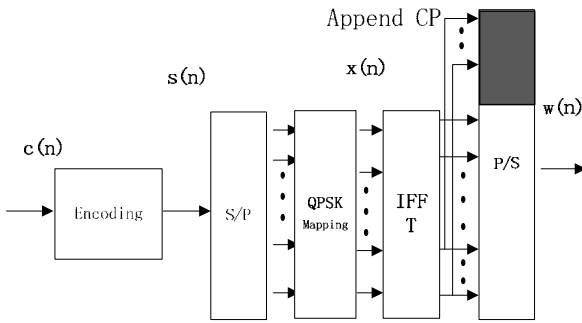 Append CP
s(n)
x(n)
w(n)
c(n)
Encoding
S/P
QPSK
Mapping
IFF
T
P/S